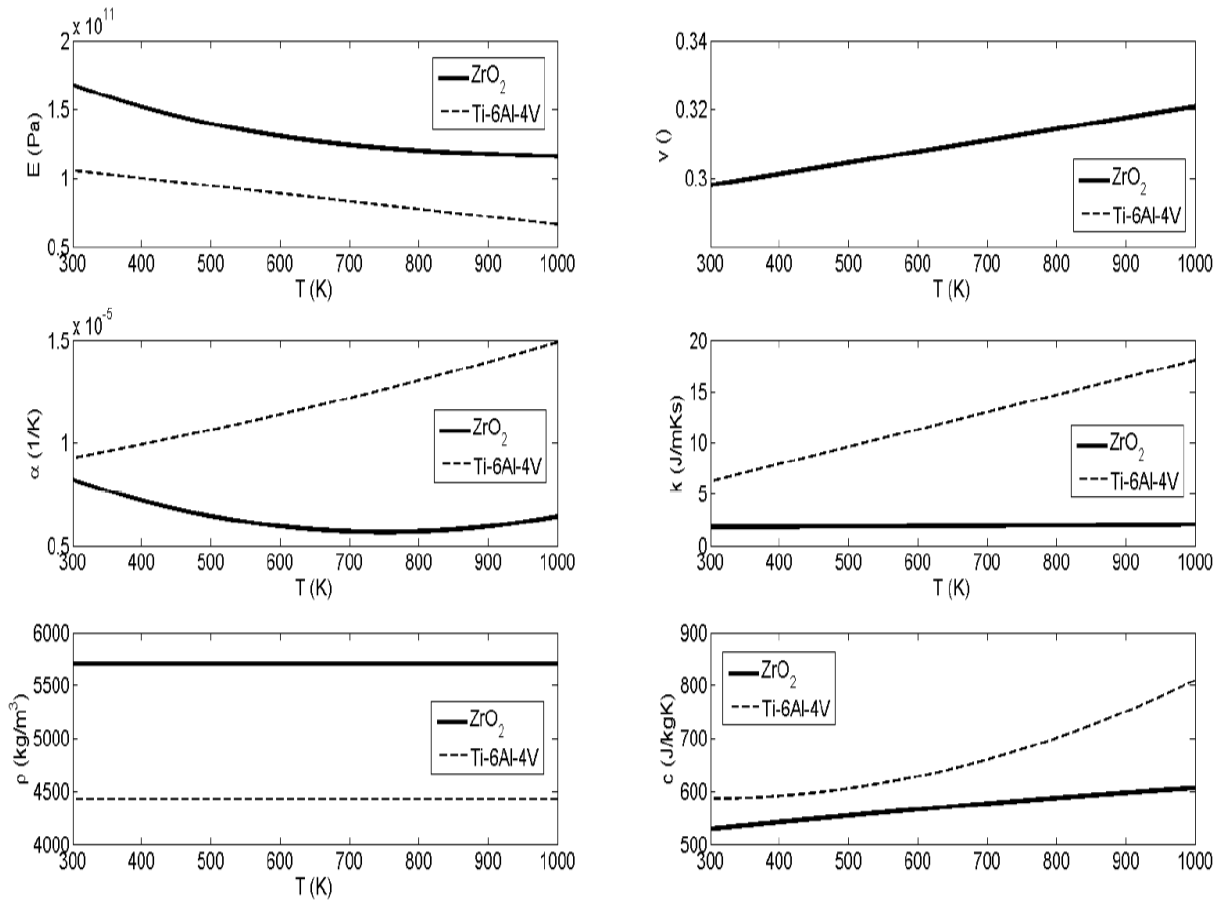 x 10^11
2
1.5
1
0.5
E (Pa)
300 400 500 600 700 800 900 1000
T (K)
ZrO2
Ti-6Al-4V
0.34
0.32
0.3
ν ()
300 400 500 600 700 800 900 1000
T (K)
ZrO2
Ti-6Al-4V
x 10^-5
1.5
1
0.5
α (1/K)
300 400 500 600 700 800 900 1000
T (K)
ZrO2
Ti-6Al-4V
20
15
10
5
0
k (J/mKs)
300 400 500 600 700 800 900 1000
T (K)
ZrO2
Ti-6Al-4V
6000
5500
5000
4500
4000
ρ (kg/m^3)
300 400 500 600 700 800 900 1000
T (K)
ZrO2
Ti-6Al-4V
900
800
700
600
500
c (J/kgK)
300 400 500 600 700 800 900 1000
T (K)
ZrO2
Ti-6Al-4V